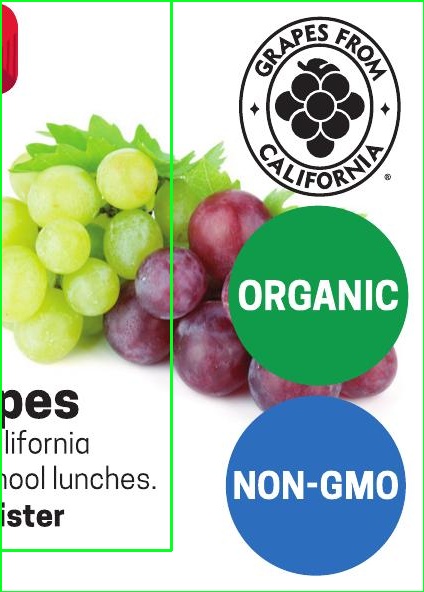 GRAPES FROM
CALIFORNIA
®
ORGANIC
pes
lifornia
NON-GMO
hool lunches.
ister